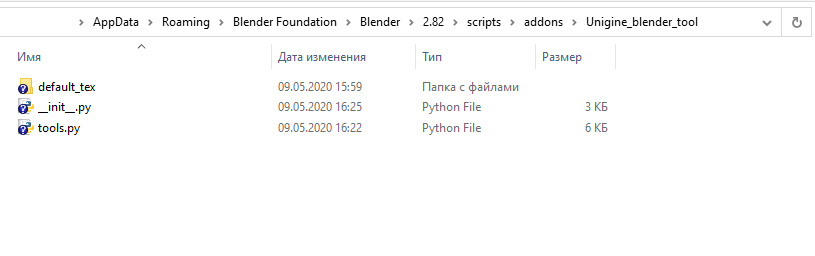 › AppData › Roaming › Blender Foundation › Blender › 2.82 › scripts › addons › Unigine_blender_tool
Имя Дата изменения Тип Размер
default_tex 09.05.2020 15:59 Папка с файлами
__init__.py 09.05.2020 16:25 Python File 3 КБ
tools.py 09.05.2020 16:22 Python File 6 КБ